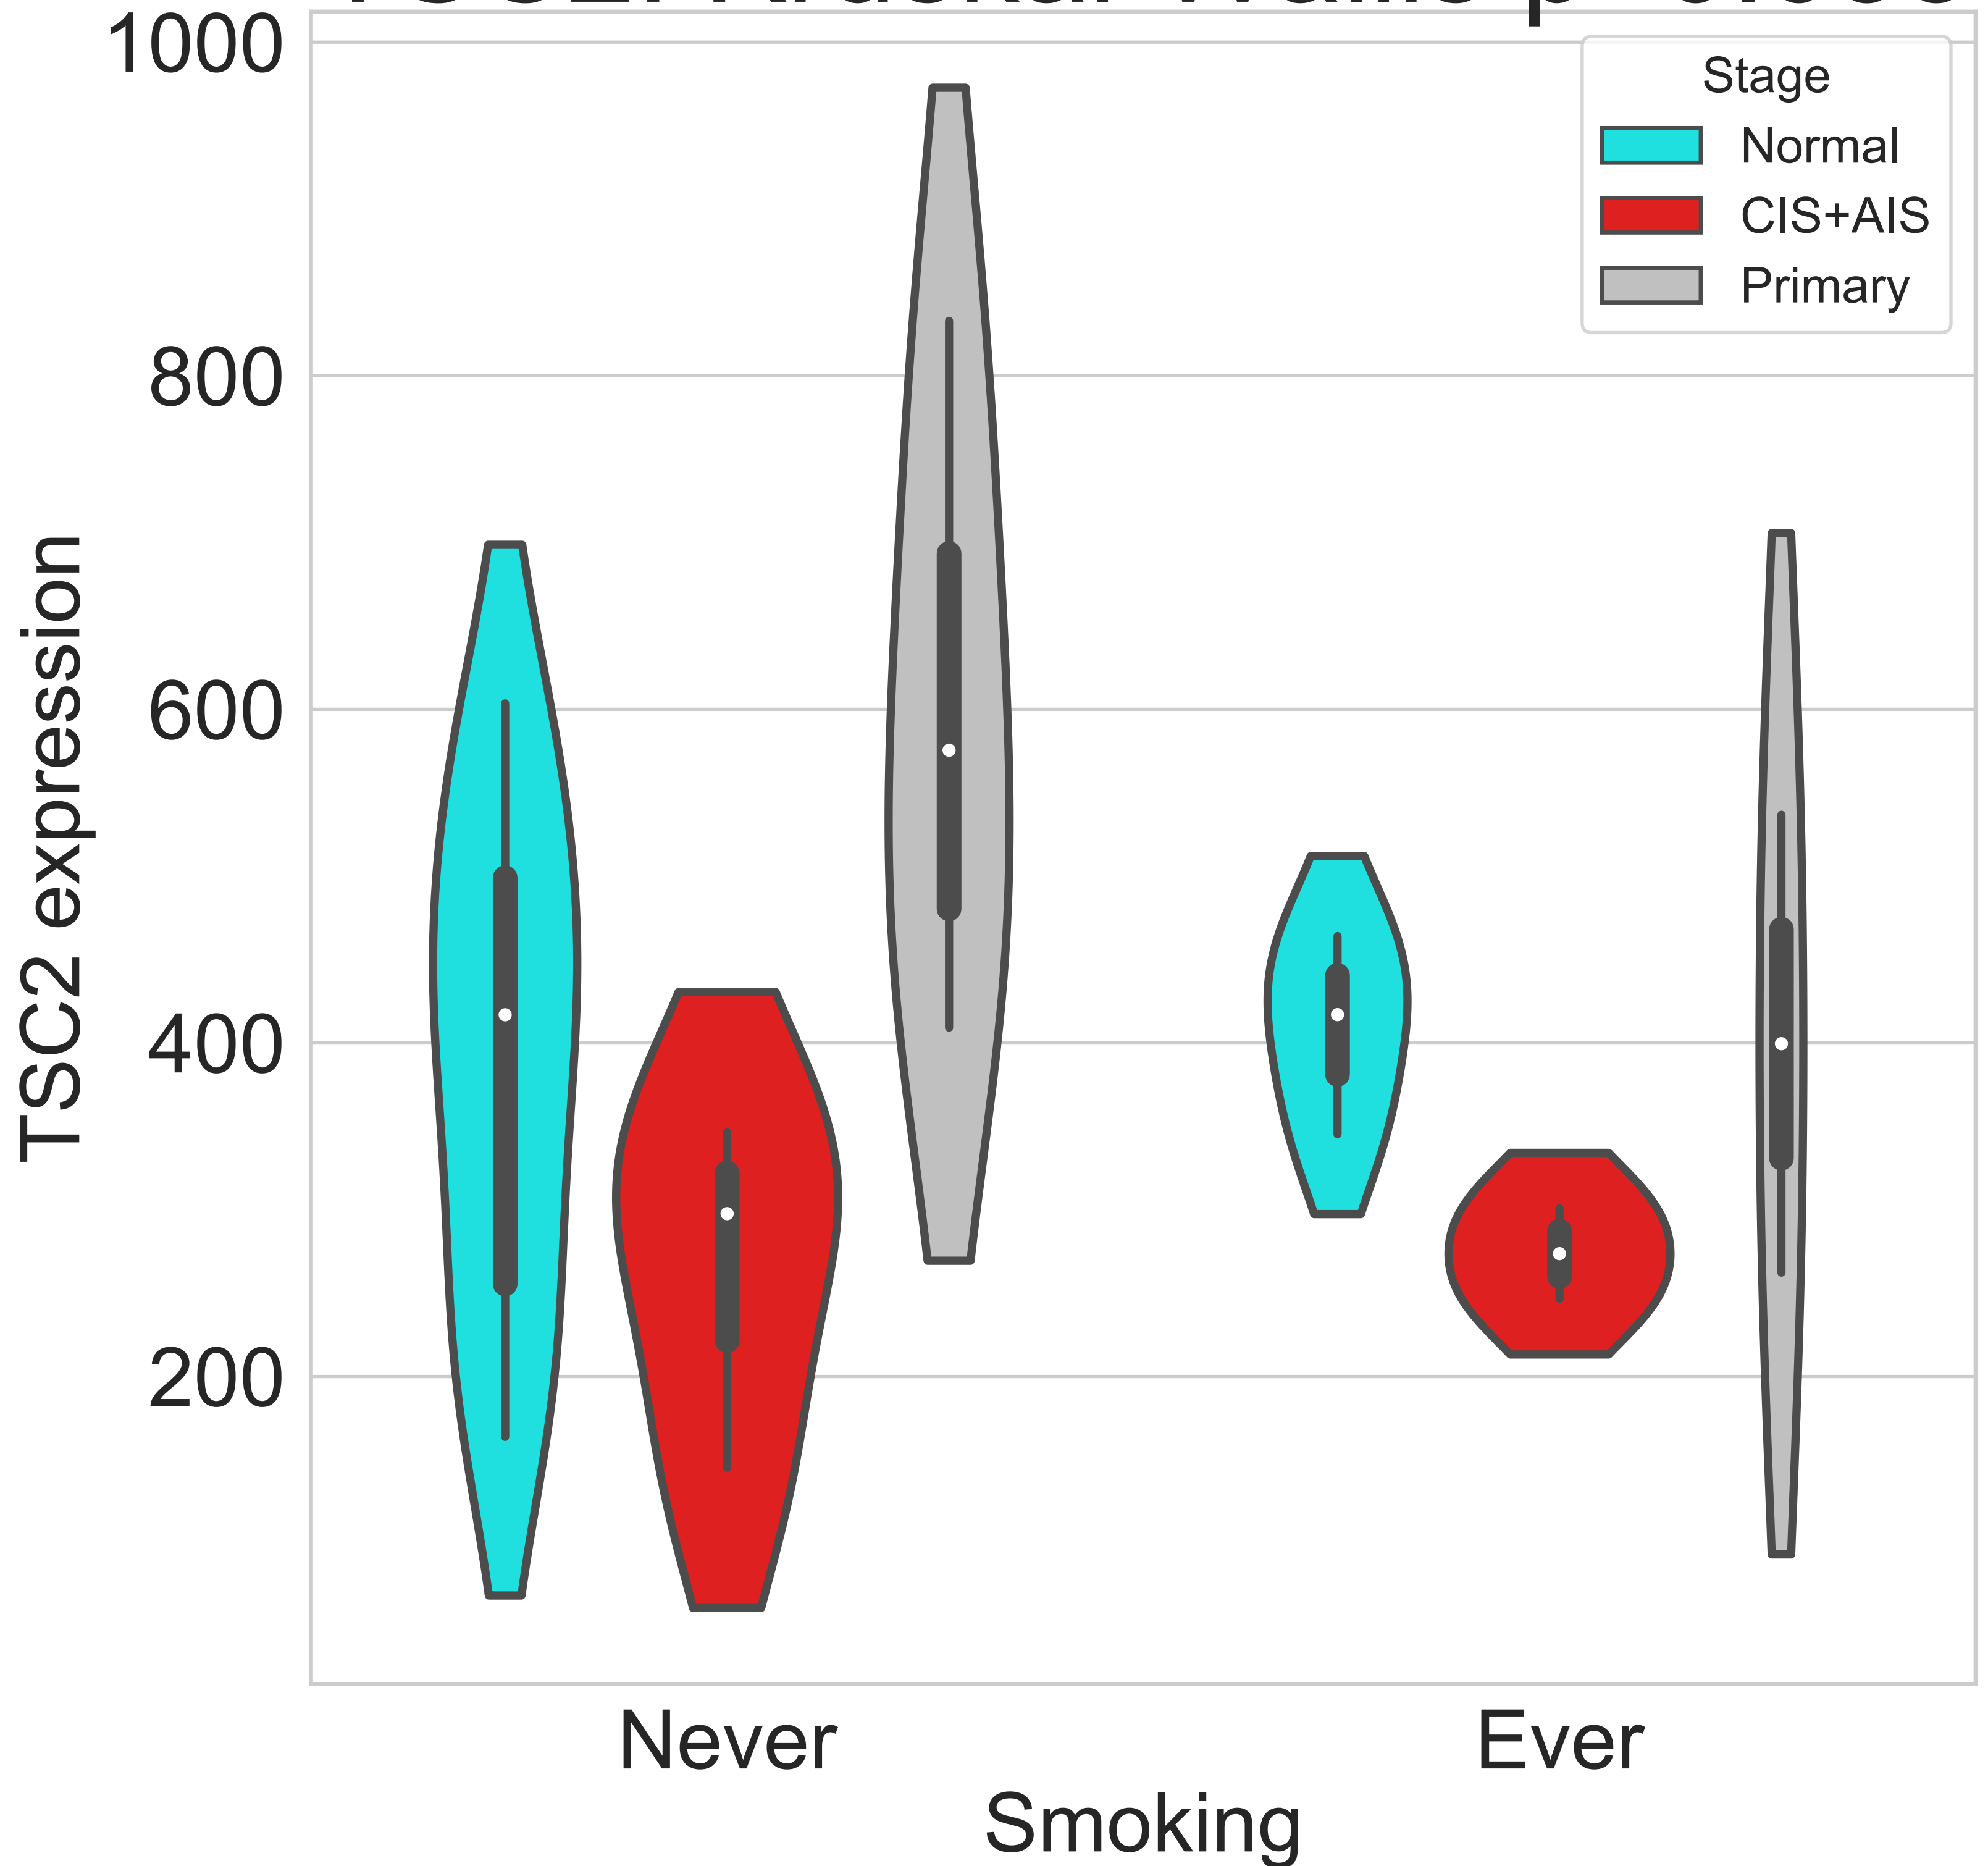 1000
Stage
Normal
CIS+AIS
Primary
800
600
400
200
TSC2 expression
Never
Ever
Smoking